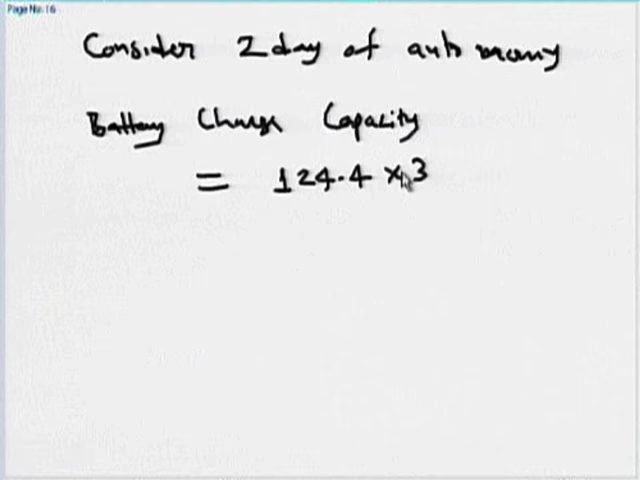 Page No: 16
Consider 2 day of autonomy
Battery Charge Capacity
= 124.4 x 3